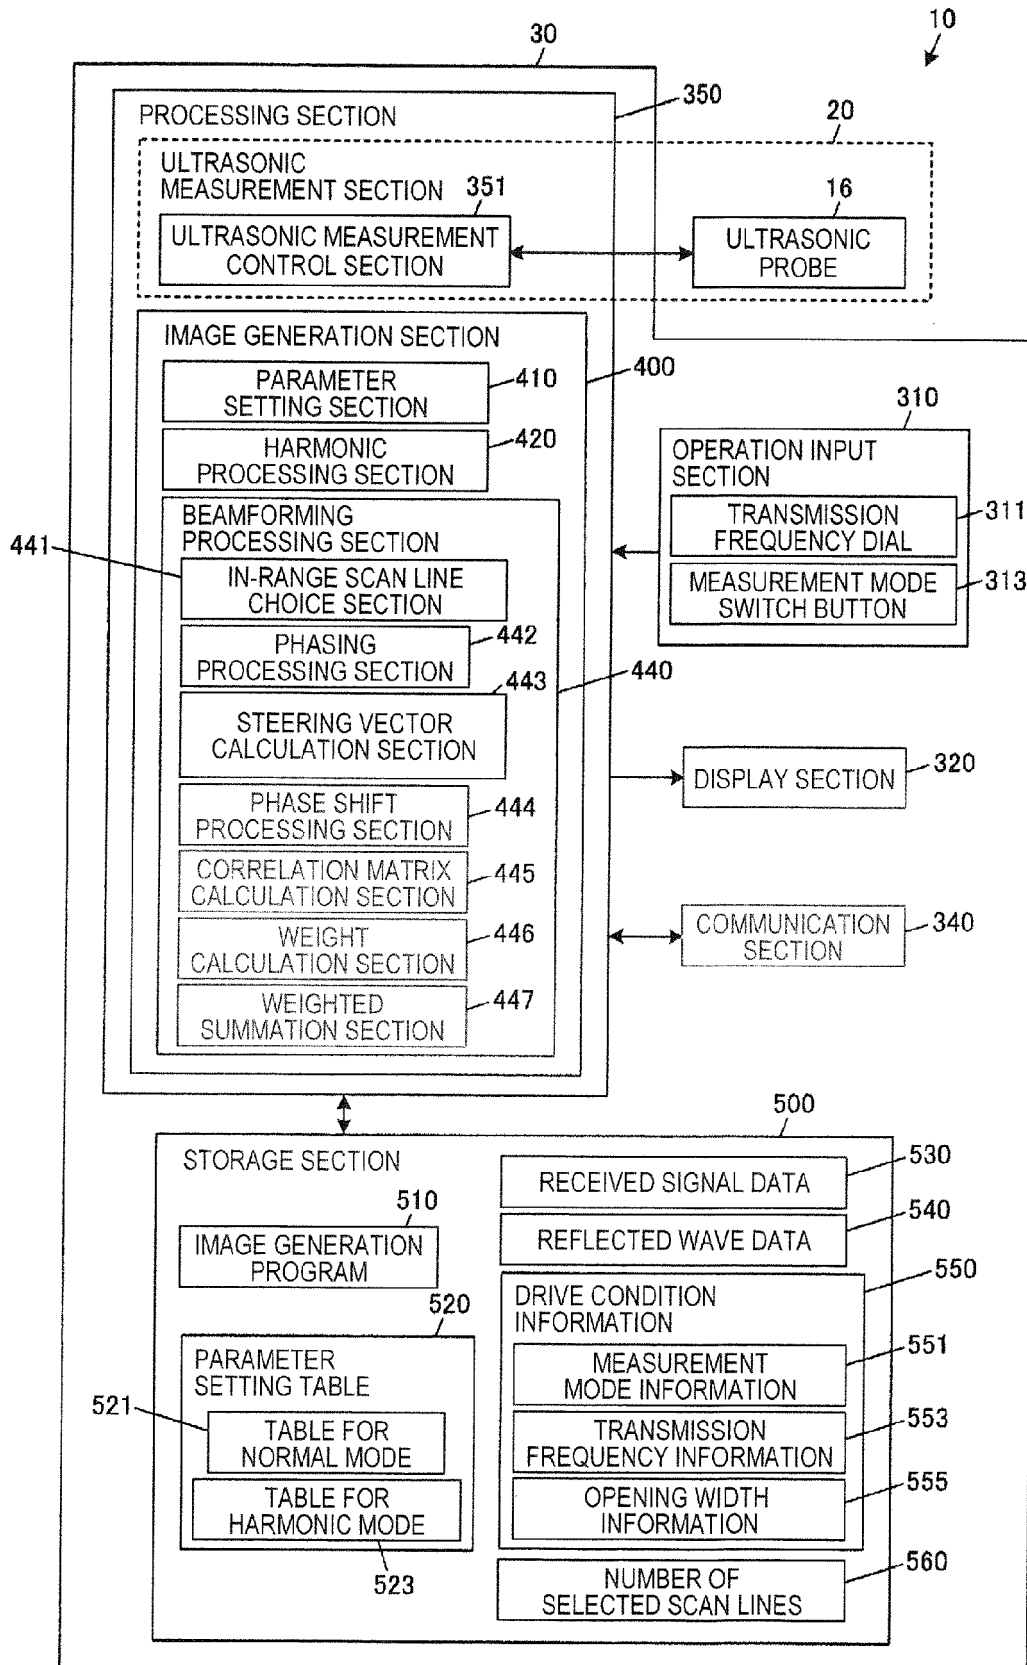 10
30
350
PROCESSING SECTION
20
ULTRASONIC
MEASUREMENT SECTION
351
16
ULTRASONIC MEASUREMENT
CONTROL SECTION
ULTRASONIC
PROBE
IMAGE GENERATION SECTION
400
PARAMETER
SETTING SECTION
410
HARMONIC
PROCESSING SECTION
420
310
OPERATION INPUT
SECTION
TRANSMISSION
FREQUENCY DIAL
311
MEASUREMENT MODE
SWITCH BUTTON
313
BEAMFORMING
PROCESSING SECTION
441
IN-RANGE SCAN LINE
CHOICE SECTION
442
PHASING
PROCESSING SECTION
443
440
STEERING VECTOR
CALCULATION SECTION
DISPLAY SECTION
320
PHASE SHIFT
PROCESSING SECTION
444
CORRELATION MATRIX
CALCULATION SECTION
445
WEIGHT
CALCULATION SECTION
446
COMMUNICATION
SECTION
340
WEIGHTED
SUMMATION SECTION
447
500
STORAGE SECTION
RECEIVED SIGNAL DATA
530
510
IMAGE GENERATION
PROGRAM
REFLECTED WAVE DATA
540
550
DRIVE CONDITION
INFORMATION
520
PARAMETER
SETTING TABLE
MEASUREMENT
MODE INFORMATION
551
521
TABLE FOR
NORMAL MODE
TRANSMISSION
FREQUENCY INFORMATION
553
TABLE FOR
HARMONIC MODE
523
OPENING WIDTH
INFORMATION
555
NUMBER OF
SELECTED SCAN LINES
560